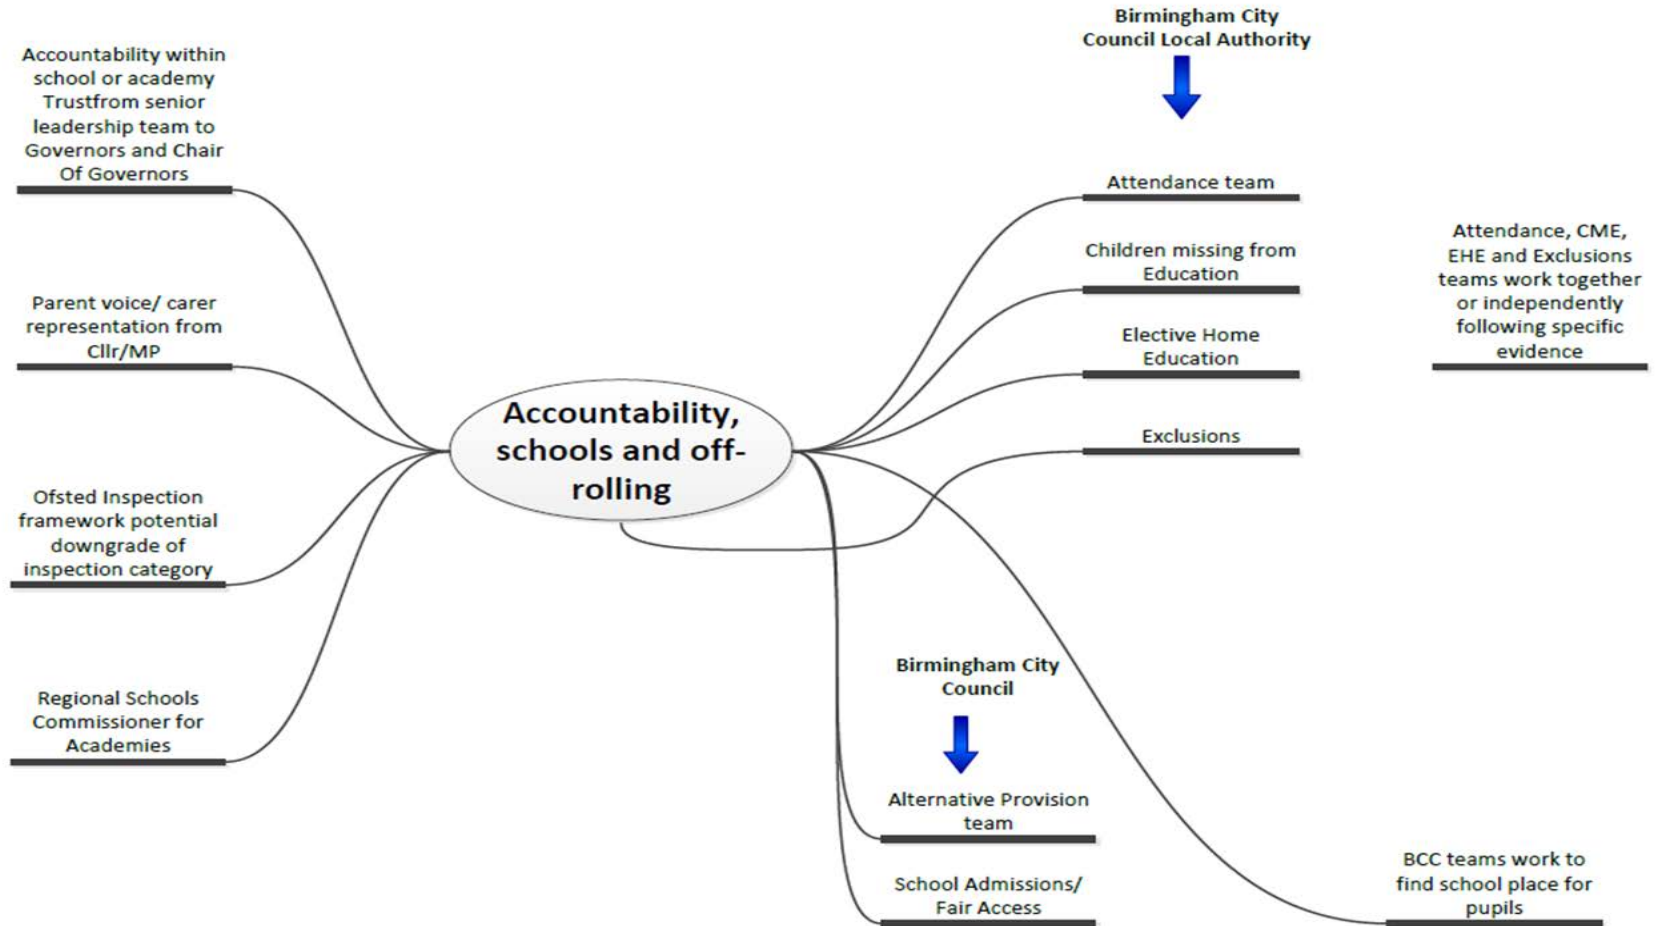 Accountability within
school or academy
Trustfrom senior
leadership team to
Governors and Chair
Of Governors
Parent voice/ carer
representation from
Cllr/MP
Ofsted Inspection
framework potential
downgrade of
inspection category
Regional Schools
Commissioner for
Academies
Accountability,
schools and off-
rolling
Birmingham City
Council Local Authority
Attendance team
Children missing from
Education
Elective Home
Education
Exclusions
Attendance, CME,
EHE and Exclusions
teams work together
or independently
following specific
evidence
Birmingham City
Council
Alternative Provision
team
School Admissions/
Fair Access
BCC teams work to
find school place for
pupils